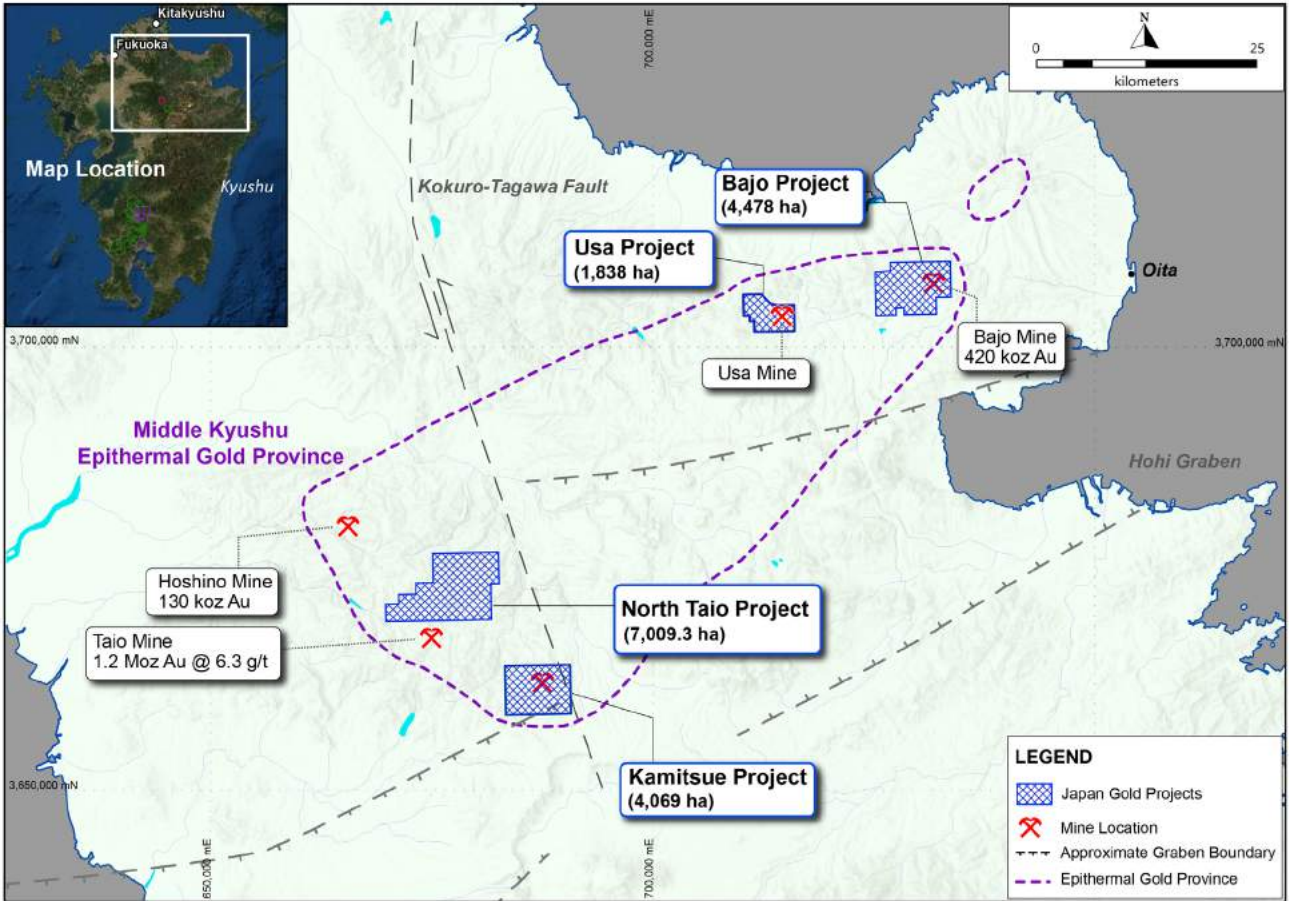 Kitakyushu
Fukuoka
Map Location
Kyushu
700,000 mE
N
0
25
kilometers
Kokuro-Tagawa Fault
Bajo Project
(4,478 ha)
Usa Project
(1,838 ha)
Oita
3,700,000 mN
3,700,000 mN
Bajo Mine
420 koz Au
Usa Mine
Middle Kyushu
Epithermal Gold Province
Hohi Graben
Hoshino Mine
130 koz Au
North Taio Project
(7,009.3 ha)
Taio Mine
1.2 Moz Au @ 6.3 g/t
Kamitsue Project
(4,069 ha)
3,650,000 mN
650,000 mE
700,000 mE
LEGEND
Japan Gold Projects
Mine Location
Approximate Graben Boundary
Epithermal Gold Province